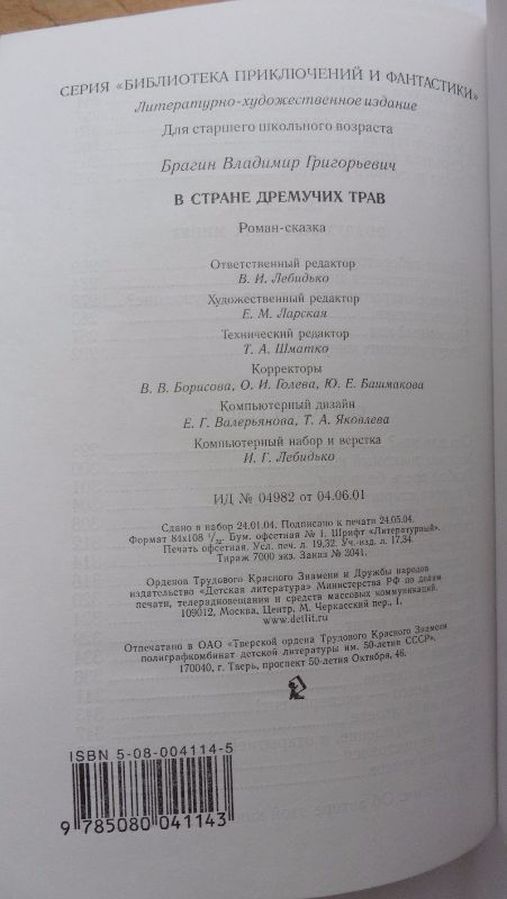 СЕРИЯ «БИБЛИОТЕКА ПРИКЛЮЧЕНИЙ И ФАНТАСТИКИ»
Литературно-художественное издание
Для старшего школьного возраста
Брагин Владимир Григорьевич
В СТРАНЕ ДРЕМУЧИХ ТРАВ
Роман-сказка
Ответственный редактор
В. И. Лебидько
Художественный редактор
Е. М. Ларская
Технический редактор
Т. А. Шматко
Корректоры
В. В. Борисова, О. И. Голева, Ю. Е. Башмакова
Компьютерный дизайн
Е. Г. Валерьянова, Т. А. Яковлева
Компьютерный набор и верстка
И. Г. Лебидько
ИД № 04982 от 04.06.01
Сдано в набор 24.01.04. Подписано к печати 24.05.04.
Формат 84х108 1/32. Бум. офсетная № 1. Шрифт «Литературный».
Печать офсетная. Усл. печ. л. 19,32. Уч.-изд. л. 17,34.
Тираж 7000 экз. Заказ № 3041.
Орденов Трудового Красного Знамени и Дружбы народов
издательство «Детская литература» Министерства РФ по делам
печати, телерадиовещания и средств массовых коммуникаций.
109012, Москва, Центр, М. Черкасский пер., 1.
www.detlit.ru
Отпечатано в ОАО «Тверской ордена Трудового Красного Знамени
полиграфкомбинат детской литературы им. 50-летия СССР».
170040, г. Тверь, проспект 50-летия Октября, 46.
ISBN 5-08-004114-5
9 785080 041143